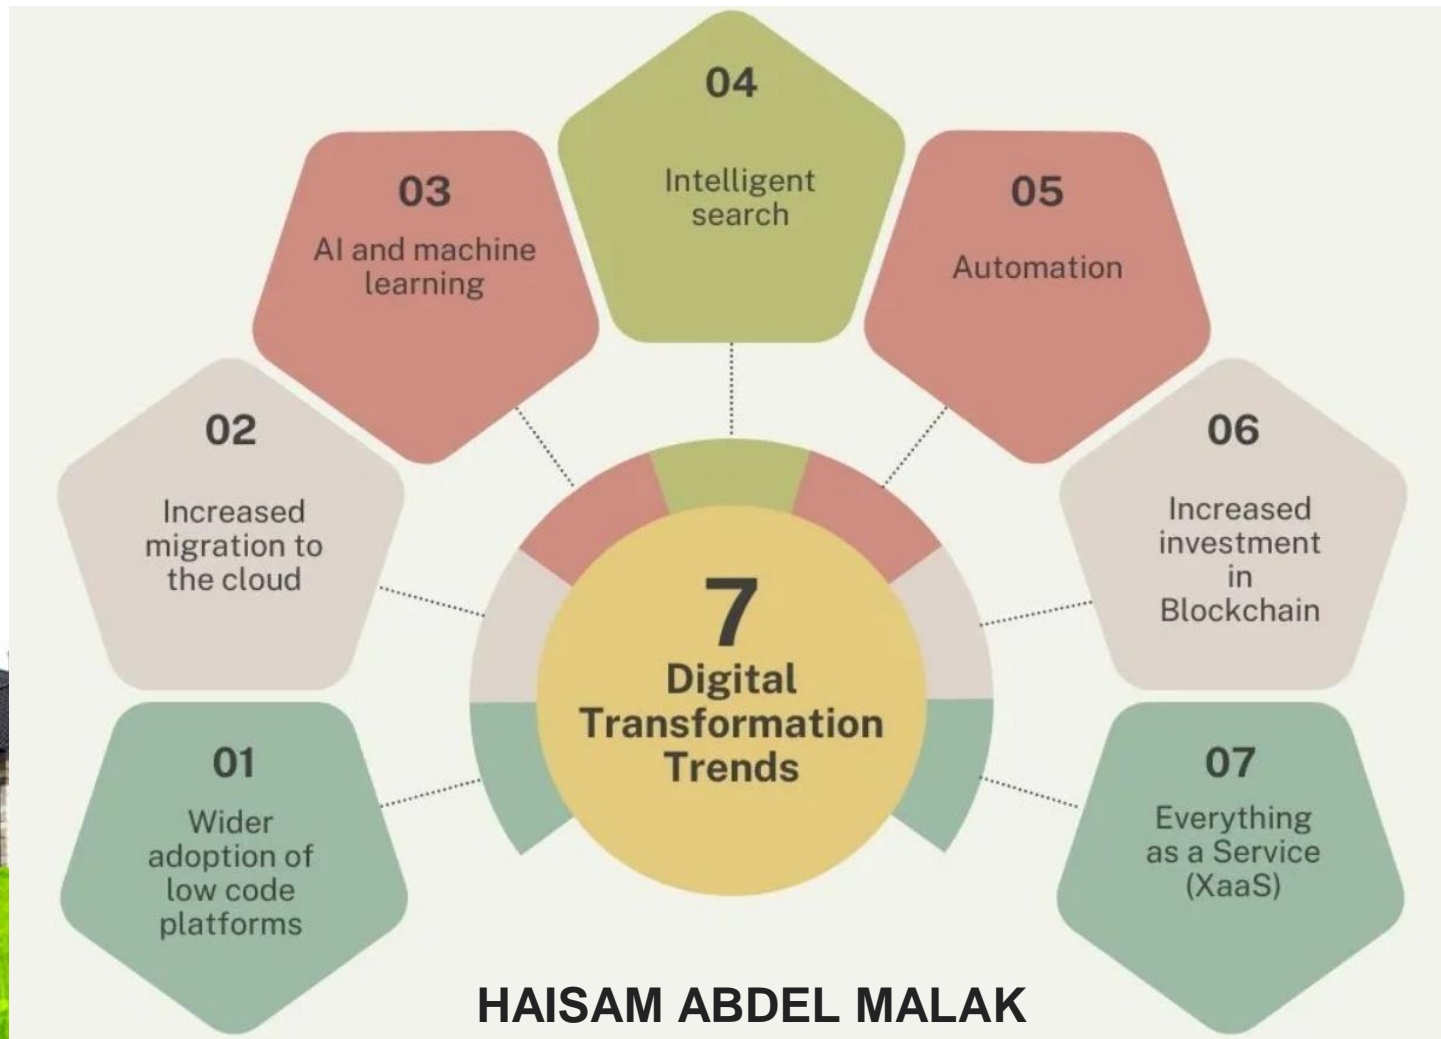 04
Intelligent
search
03
AI and machine
learning
05
Automation
02
Increased
migration to
the cloud
06
Increased
investment
in
Blockchain
7
Digital
Transformation
Trends
01
Wider
adoption of
low code
platforms
07
Everything
as a Service
(XaaS)
HAISAM ABDEL MALAK